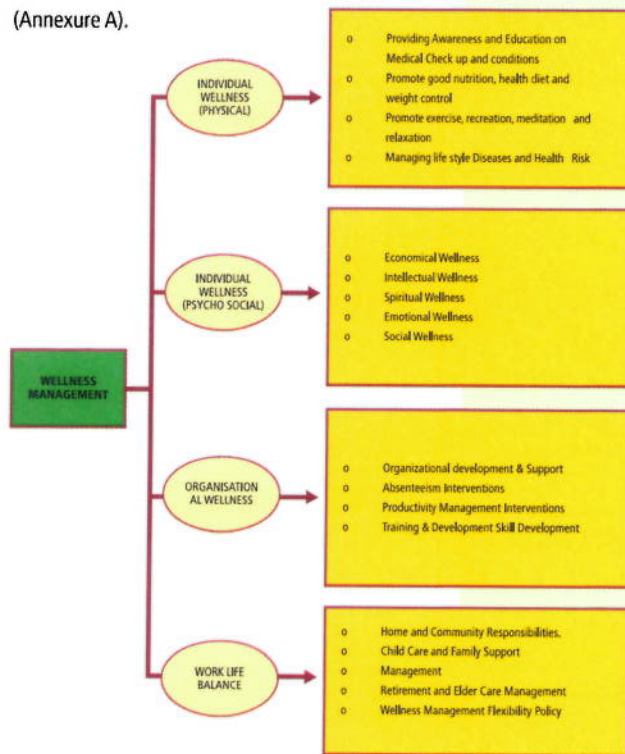 (Annexure A).
INDIVIDUAL
WELLNESS
(PHYSICAL)
o Providing Awareness and Education on
Medical Check up and conditions
o Promote good nutrition, health diet and
weight control
o Promote exercise, recreation, meditation and
relaxation
o Managing life style Diseases and Health Risk
INDIVIDUAL
WELLNESS
(PSYCHO SOCIAL)
o Economical Wellness
o Intellectual Wellness
o Spiritual Wellness
o Emotional Wellness
o Social Wellness
WELLNESS
MANAGEMENT
ORGANISATION
AL WELLNESS
o Organizational development & Support
o Absenteeism Interventions
o Productivity Management Interventions
o Training & Development Skill Development
WORK LIFE
BALANCE
o Home and Community Responsibilities.
o Child Care and Family Support
o Management
o Retirement and Elder Care Management
o Wellness Management Flexibility Policy